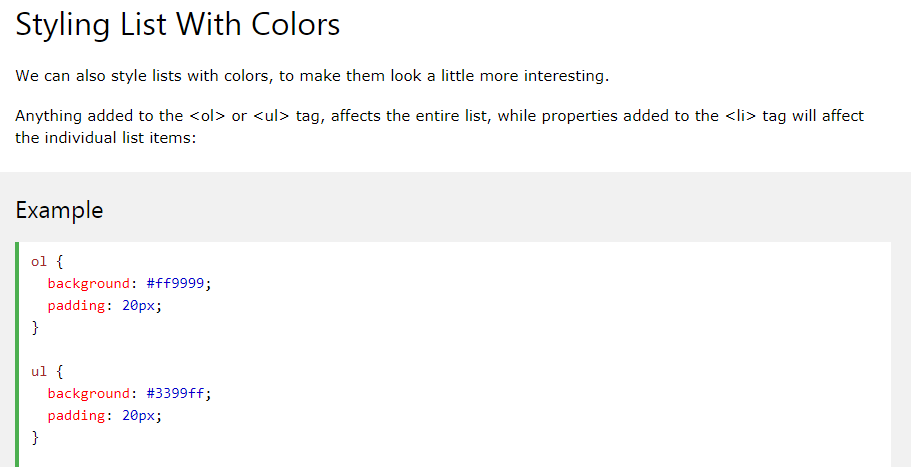 Styling List With Colors
We can also style lists with colors, to make them look a little more interesting.
Anything added to the <ol> or <ul> tag, affects the entire list, while properties added to the <li> tag will affect
the individual list items:
Example
ol {
  background: #ff9999;
  padding: 20px;
}
ul {
  background: #3399ff;
  padding: 20px;
}